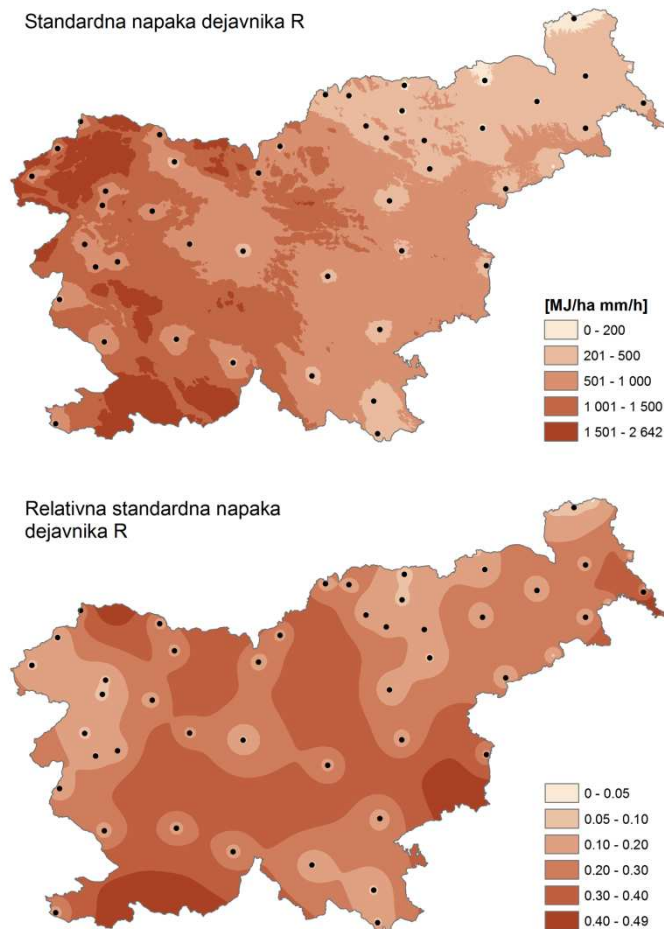 Standardna napaka dejavnika R
[MJ/ha mm/h]
0 - 200
201 - 500
501 - 1 000
1 001 - 1 500
1 501 - 2 642
Relativna standardna napaka
dejavnika R
0 - 0.05
0.05 - 0.10
0.10 - 0.20
0.20 - 0.30
0.30 - 0.40
0.40 - 0.49